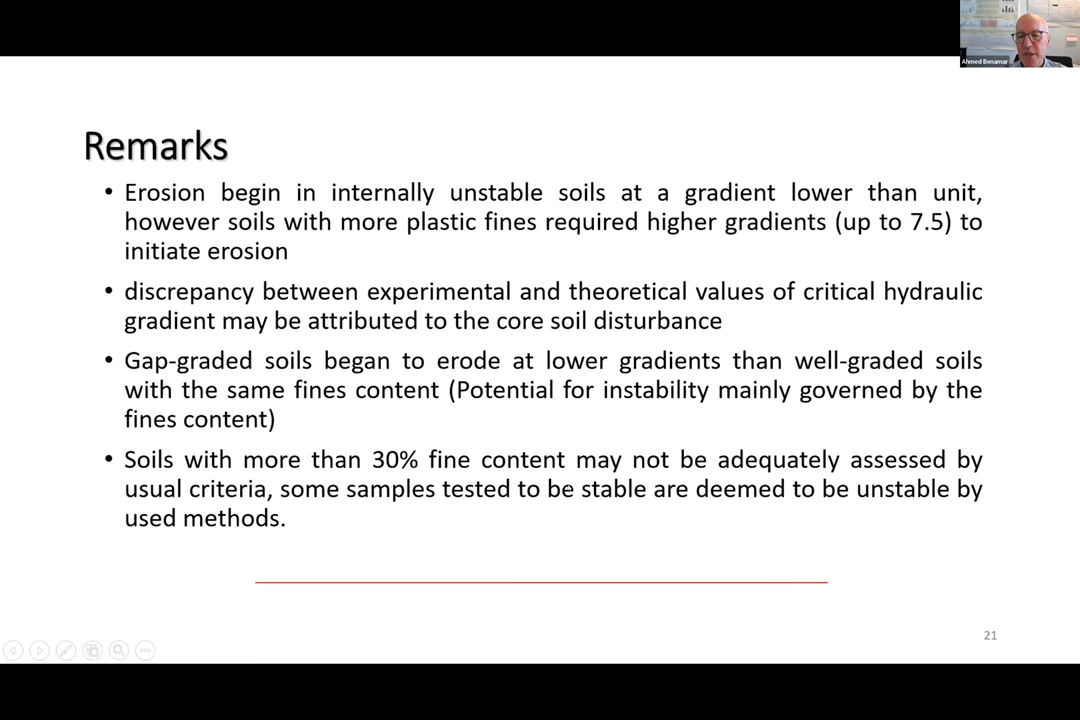 Ahmed Benamar
Remarks
• Erosion begin in internally unstable soils at a gradient lower than unit,
however soils with more plastic fines required higher gradients (up to 7.5) to
initiate erosion
• discrepancy between experimental and theoretical values of critical hydraulic
gradient may be attributed to the core soil disturbance
• Gap-graded soils began to erode at lower gradients than well-graded soils
with the same fines content (Potential for instability mainly governed by the
fines content)
• Soils with more than 30% fine content may not be adequately assessed by
usual criteria, some samples tested to be stable are deemed to be unstable by
used methods.
21